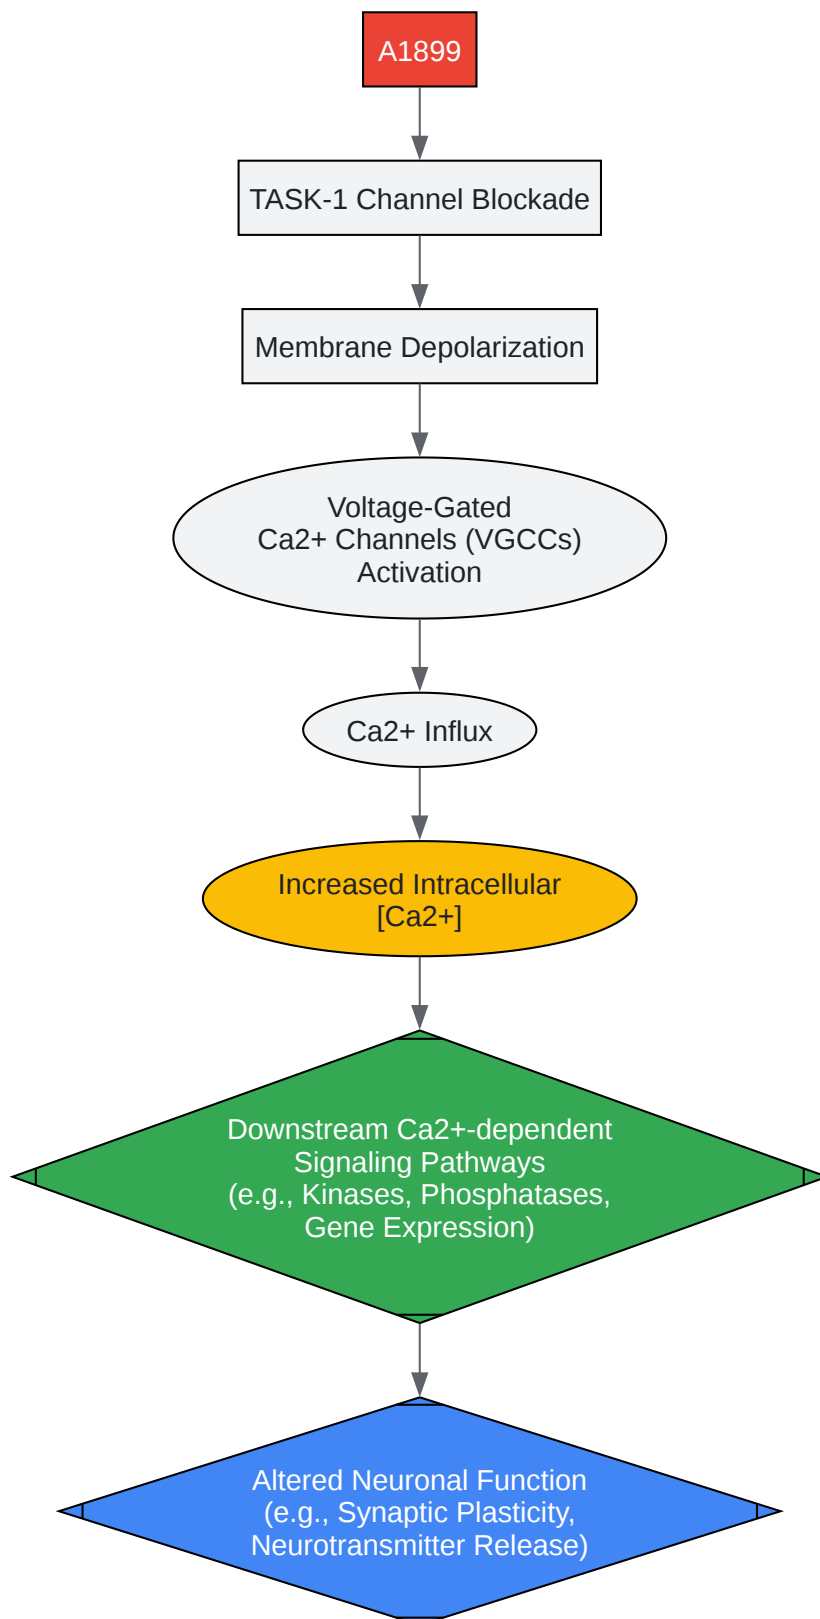 A1899
TASK-1 Channel Blockade
Membrane Depolarization
Voltage-Gated
Ca2+ Channels (VGCCs)
Activation
Ca2+ Influx
Increased Intracellular
[Ca2+]
Downstream Ca2+-dependent
Signaling Pathways
(e.g., Kinases, Phosphatases,
Gene Expression)
Altered Neuronal Function
(e.g., Synaptic Plasticity,
Neurotransmitter Release)